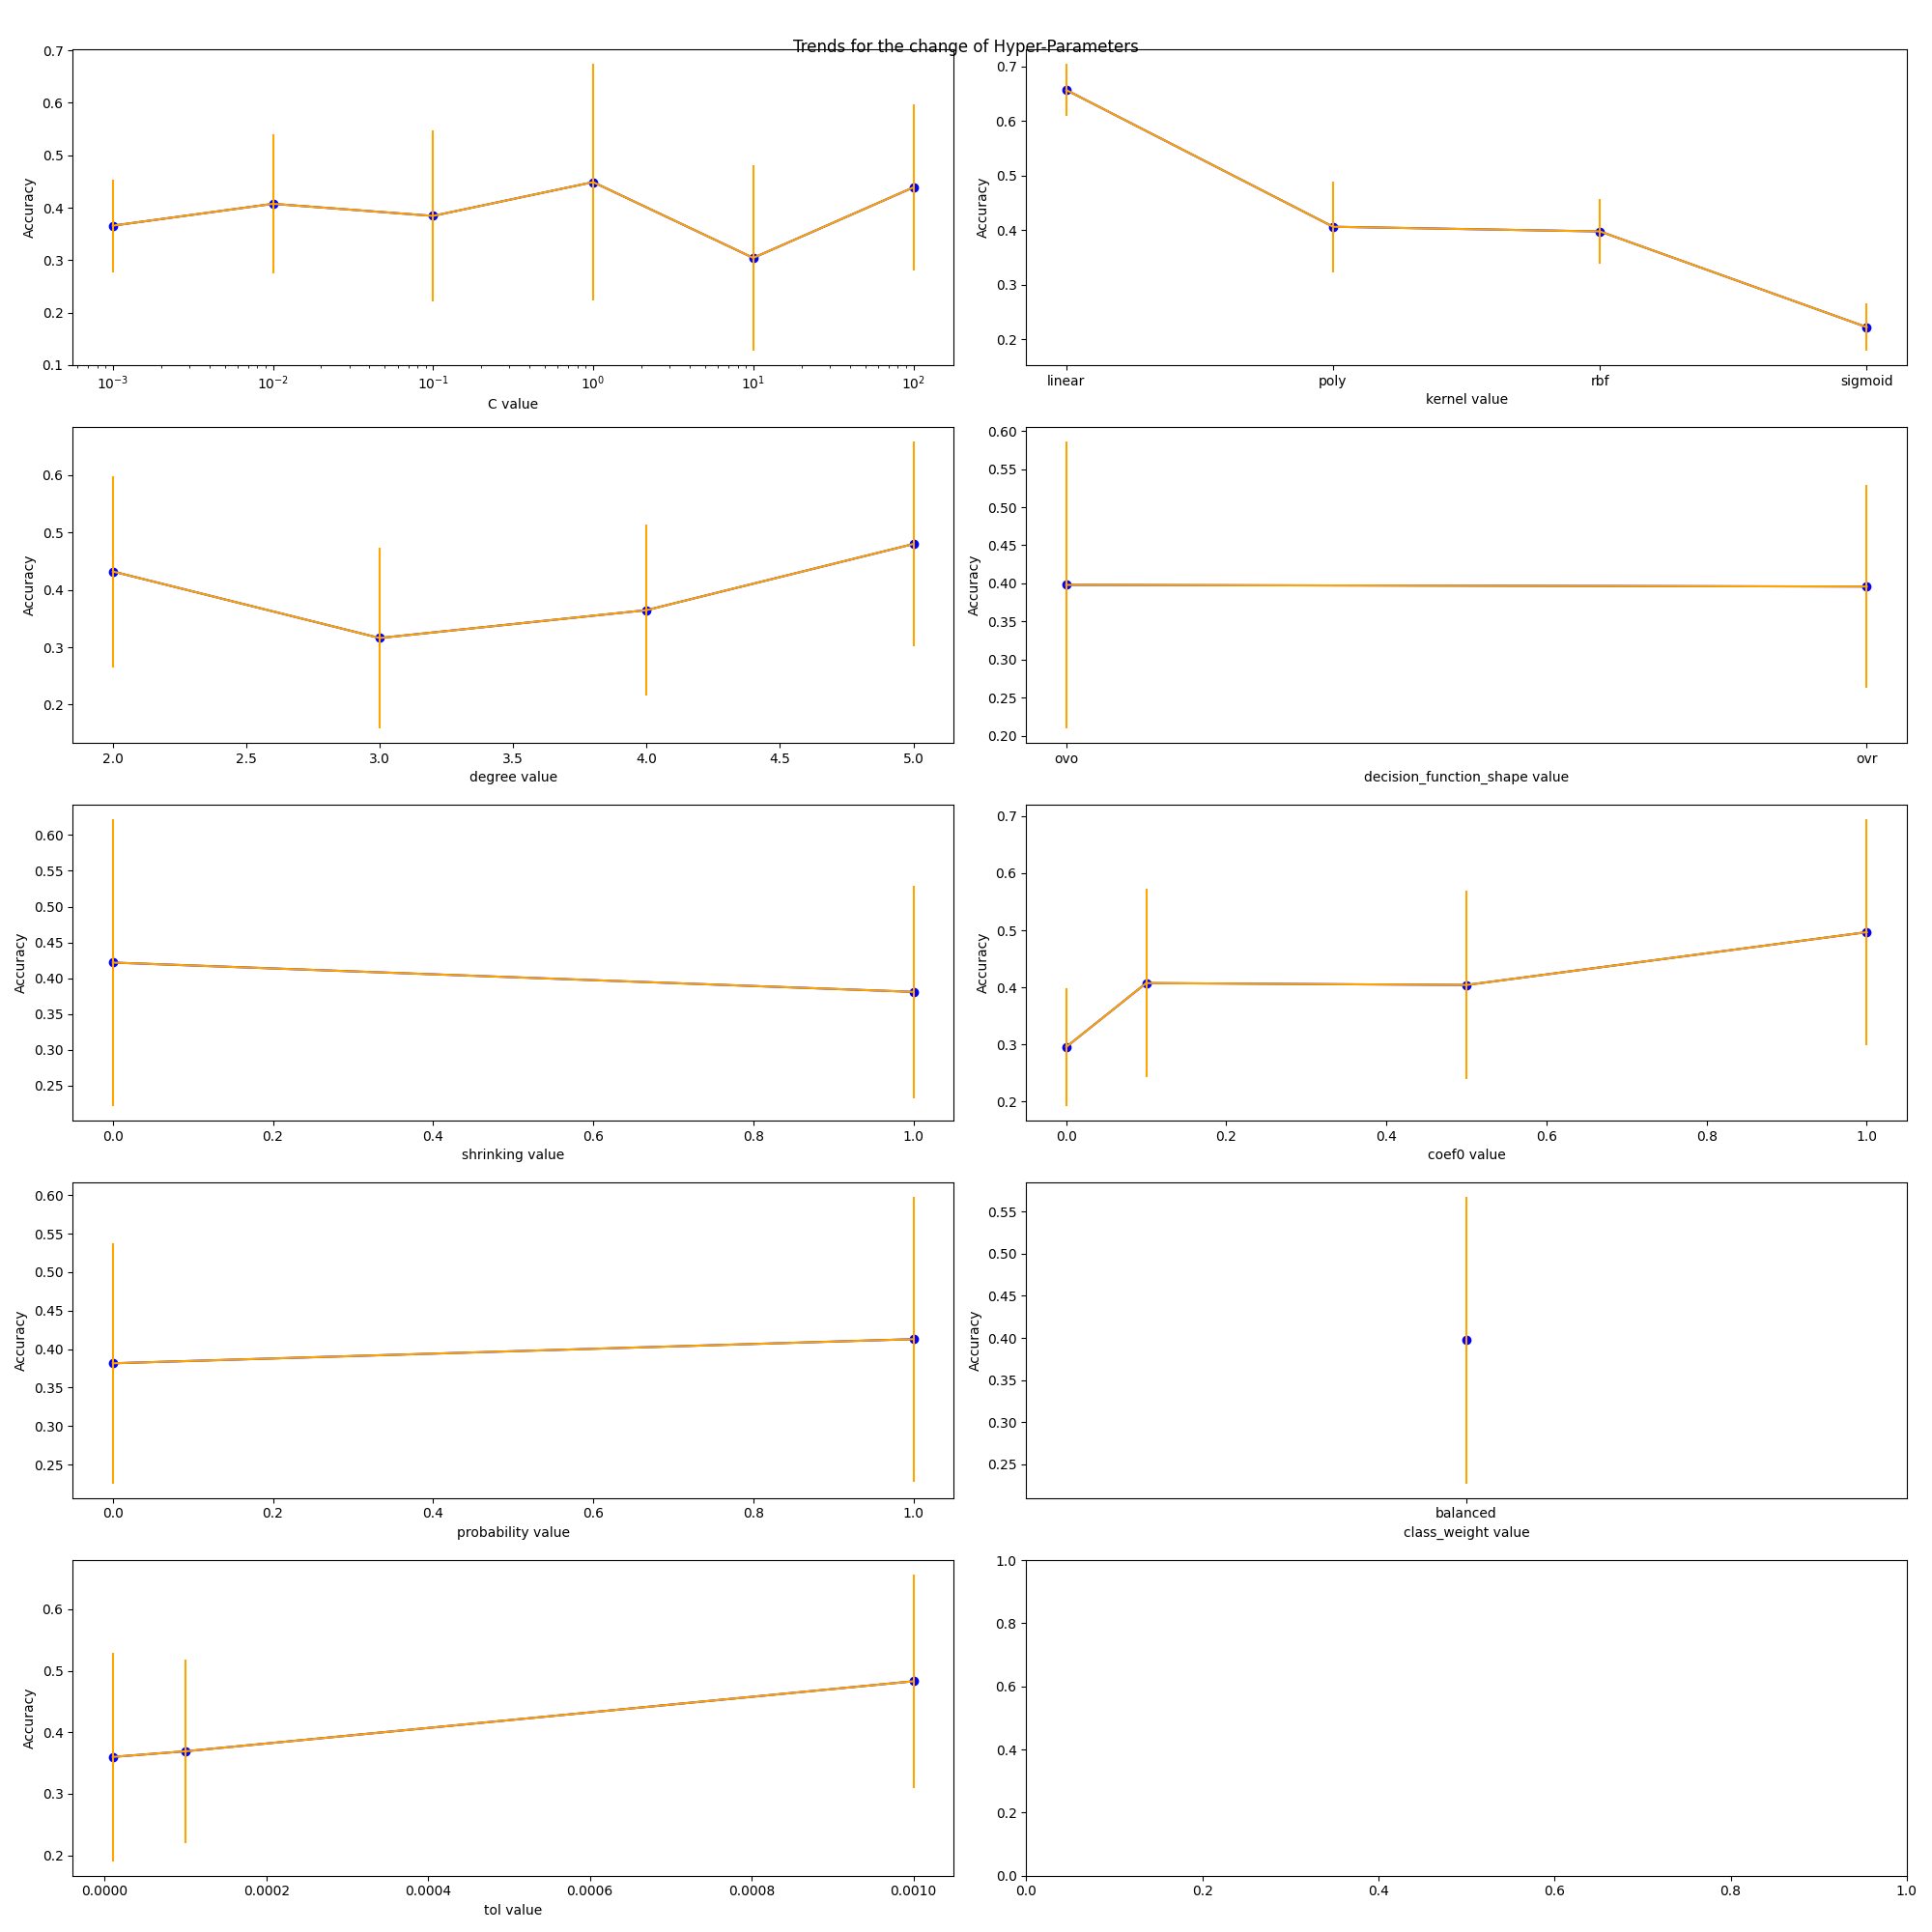 Trends for the change of Hyper-Parameters
0.7
0.6
0.5
0.4
0.3
0.2
0.1
Accuracy
10⁻³ 10⁻² 10⁻¹ 10⁰ 10¹ 10²
C value
0.7
0.6
0.5
0.4
0.3
0.2
Accuracy
linear poly rbf sigmoid
kernel value
0.6
0.5
0.4
0.3
0.2
Accuracy
2.0 2.5 3.0 3.5 4.0 4.5 5.0
degree value
0.60
0.55
0.50
0.45
0.40
0.35
0.30
0.25
0.20
Accuracy
ovo ovr
decision_function_shape value
0.60
0.55
0.50
0.45
0.40
0.35
0.30
0.25
Accuracy
0.0 0.2 0.4 0.6 0.8 1.0
shrinking value
0.7
0.6
0.5
0.4
0.3
0.2
Accuracy
0.0 0.2 0.4 0.6 0.8 1.0
coef0 value
0.60
0.55
0.50
0.45
0.40
0.35
0.30
0.25
Accuracy
0.0 0.2 0.4 0.6 0.8 1.0
probability value
0.55
0.50
0.45
0.40
0.35
0.30
0.25
Accuracy
balanced
class_weight value
0.6
0.5
0.4
0.3
0.2
Accuracy
0.0000 0.0002 0.0004 0.0006 0.0008 0.0010
tol value
1.0
0.8
0.6
0.4
0.2
0.0
0.0 0.2 0.4 0.6 0.8 1.0